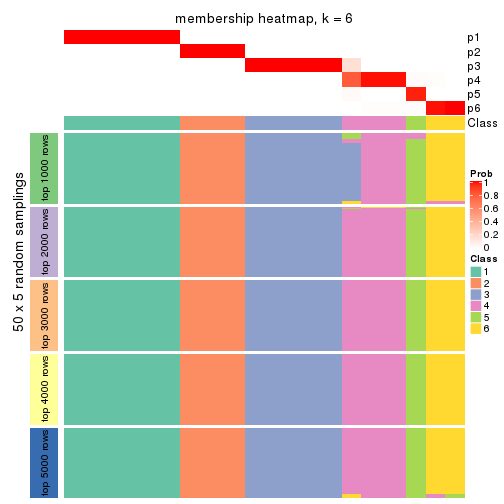 membership heatmap, k = 6
p1
p2
p3
p4
p5
p6
Class
50 x 5 random samplings
top 1000 rows
top 2000 rows
top 3000 rows
top 4000 rows
top 5000 rows
Prob
1
0.8
0.6
0.4
0.2
0
Class
1
2
3
4
5
6